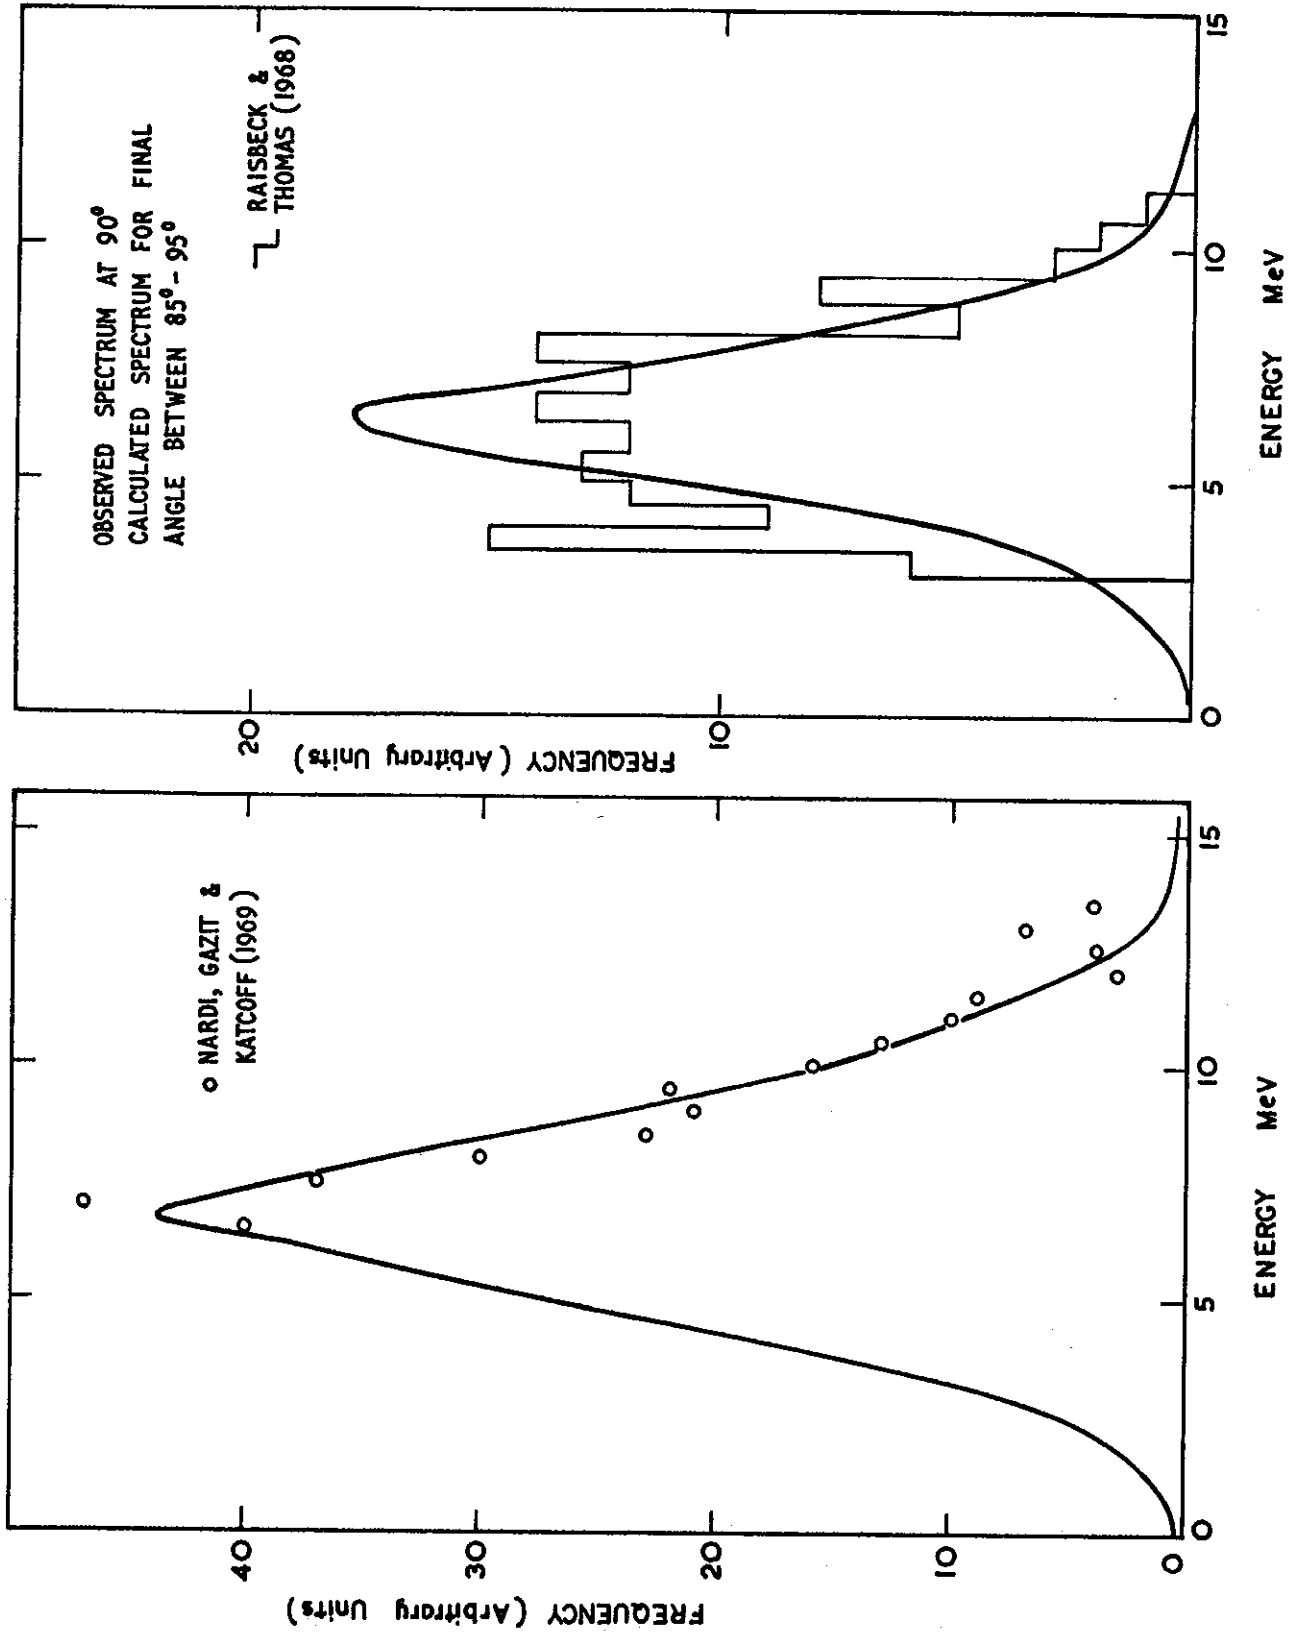 FREQUENCY (Arbitrary Units)
40
30
20
10
0
0
5
10
15
ENERGY MeV
NARDI, GAZIT &
KATCOFF (1969)
FREQUENCY (Arbitrary Units)
20
10
0
5
10
15
ENERGY MeV
OBSERVED SPECTRUM AT 90°
CALCULATED SPECTRUM FOR FINAL
ANGLE BETWEEN 85° - 95°
RAISBECK &
THOMAS (1968)